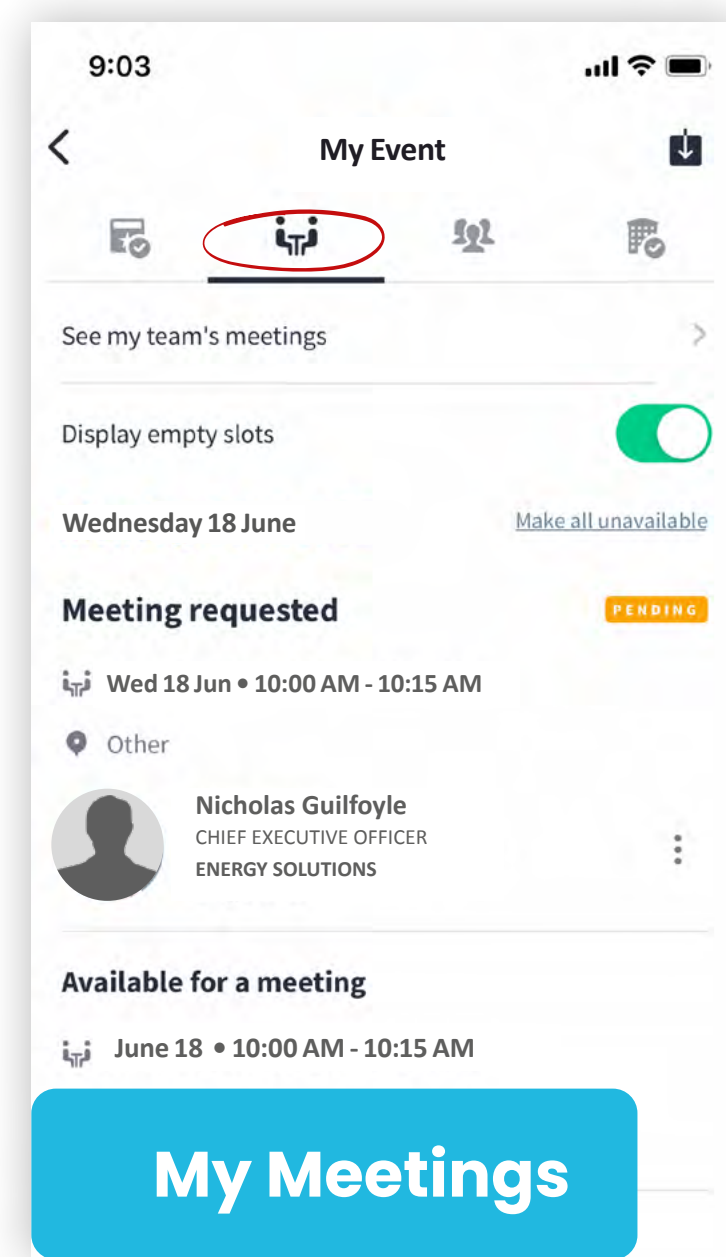 9:03
My Event
See my team's meetings
Display empty slots
Wednesday 18 June
Make all unavailable
Meeting requested
PENDING
Wed 18 Jun • 10:00 AM - 10:15 AM
Other
Nicholas Guilfoyle
CHIEF EXECUTIVE OFFICER
ENERGY SOLUTIONS
Available for a meeting
June 18 • 10:00 AM - 10:15 AM
My Meetings